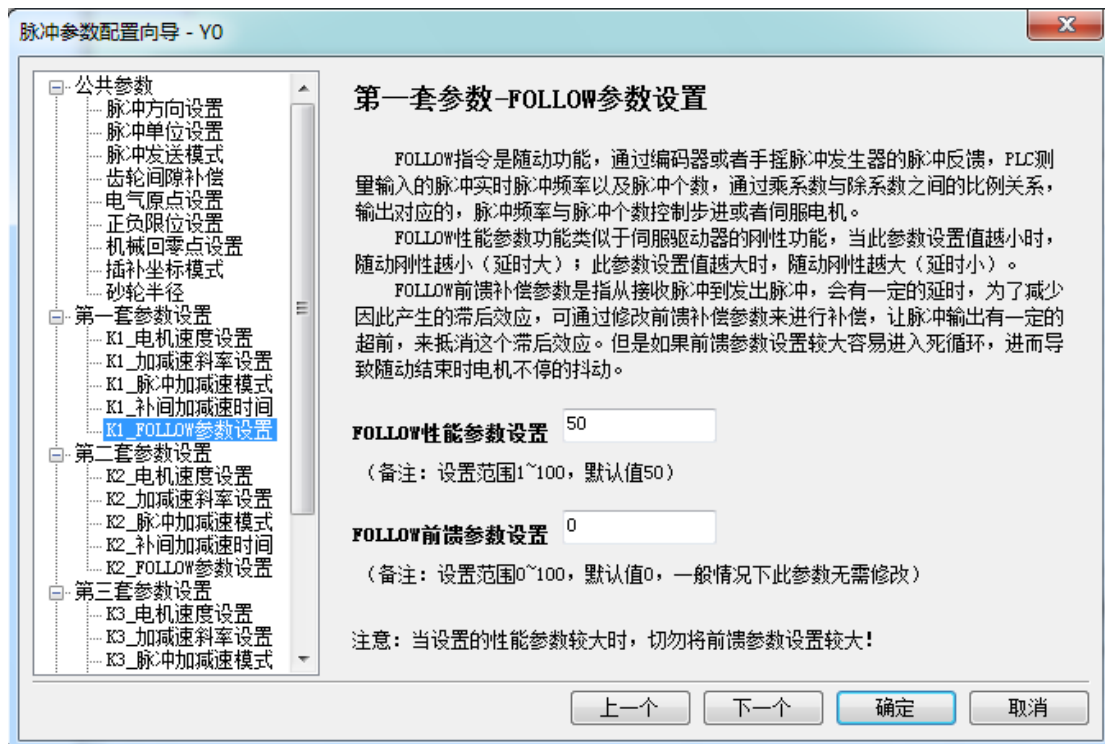 脉冲参数配置向导 - Y0
公共参数
脉冲方向设置
脉冲单位设置
脉冲发送模式
齿轮间隙补偿
电气原点设置
正负限位设置
机械回零点设置
插补坐标模式
砂轮半径
第一套参数设置
K1_电机速度设置
K1_加减速斜率设置
K1_脉冲加减速模式
K1_补间加减速时间
K1_FOLLOW参数设置
第二套参数设置
K2_电机速度设置
K2_加减速斜率设置
K2_脉冲加减速模式
K2_补间加减速时间
K2_FOLLOW参数设置
第三套参数设置
K3_电机速度设置
K3_加减速斜率设置
K3_脉冲加减速模式
第一套参数-FOLLOW参数设置
FOLLOW指令是随动功能，通过编码器或者手摇脉冲发生器的脉冲反馈，PLC测
量输入的脉冲实时脉冲频率以及脉冲个数，通过乘系数与除系数之间的比例关系，
输出对应的，脉冲频率与脉冲个数控制步进或者伺服电机。
FOLLOW性能参数功能类似于伺服驱动器的刚性功能，当此参数设置值越小时，
随动刚性越小（延时大）；此参数设置值越大时，随动刚性越大（延时小）。
FOLLOW前馈补偿参数是指从接收脉冲到发出脉冲，会有一定的延时，为了减少
因此产生的滞后效应，可通过修改前馈补偿参数来进行补偿，让脉冲输出有一定的
超前，来抵消这个滞后效应。但是如果前馈参数设置较大容易进入死循环，进而导
致随动结束时电机不停的抖动。
FOLLOW性能参数设置 50
（备注：设置范围1~100，默认值50）
FOLLOW前馈参数设置 0
（备注：设置范围0~100，默认值0，一般情况下此参数无需修改）
注意：当设置的性能参数较大时，切勿将前馈参数设置较大！
上一个 下一个 确定 取消